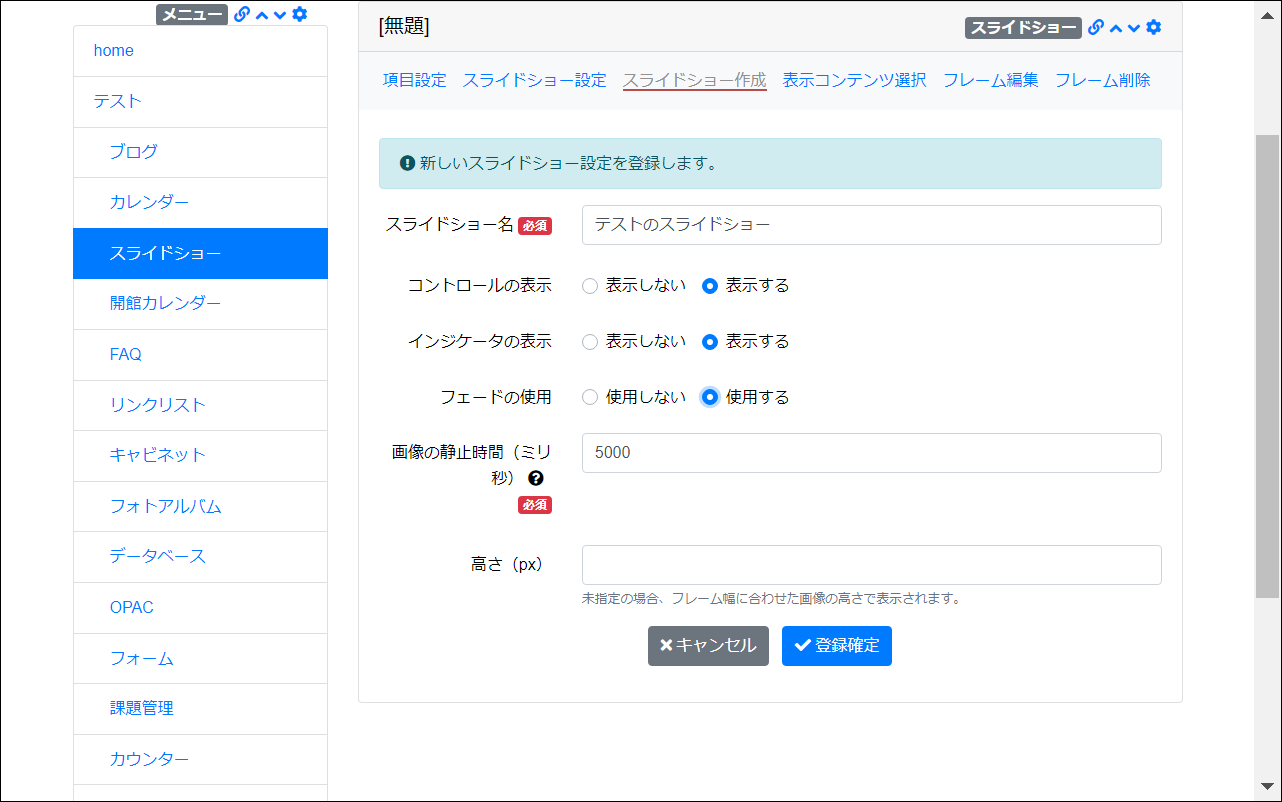 メニュー
home
テスト
ブログ
カレンダー
スライドショー
開館カレンダー
FAQ
リンクリスト
キャビネット
フォトアルバム
データベース
OPAC
フォーム
課題管理
カウンター
[無題]
スライドショー
項目設定 スライドショー設定 スライドショー作成 表示コンテンツ選択 フレーム編集 フレーム削除
新しいスライドショー設定を登録します。
スライドショー名 必須 テストのスライドショー
コントロールの表示 表示しない 表示する
インジケータの表示 表示しない 表示する
フェードの使用 使用しない 使用する
画像の静止時間（ミリ 5000
秒）
必須
高さ（px）
未指定の場合、フレーム幅に合わせた画像の高さで表示されます。
キャンセル 登録確定